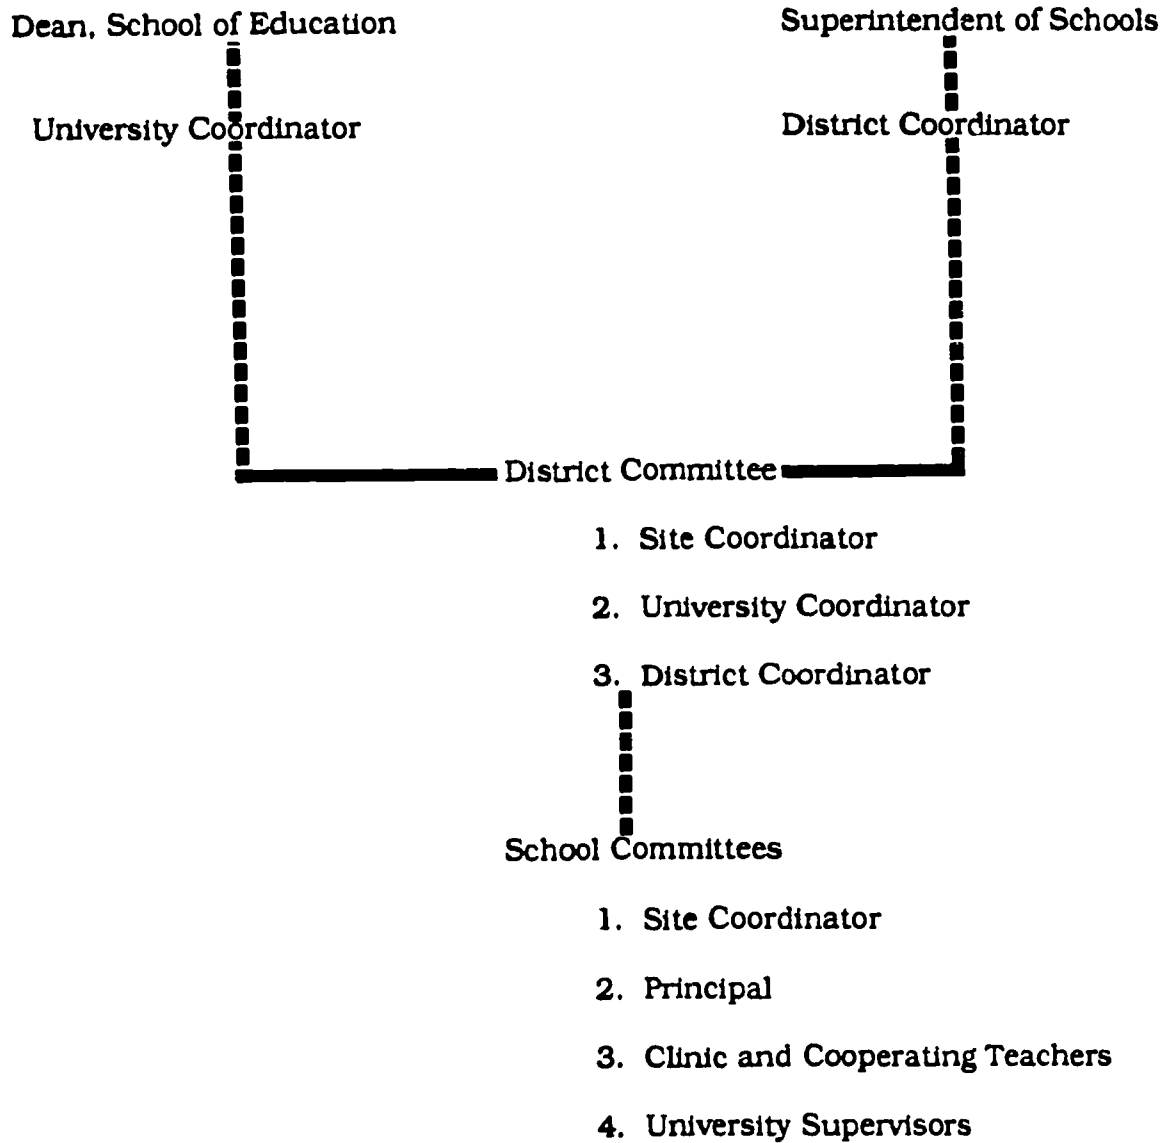 Dean, School of Education
Superintendent of Schools
University Coordinator
District Coordinator
District Committee
1. Site Coordinator
2. University Coordinator
3. District Coordinator
School Committees
1. Site Coordinator
2. Principal
3. Clinic and Cooperating Teachers
4. University Supervisors